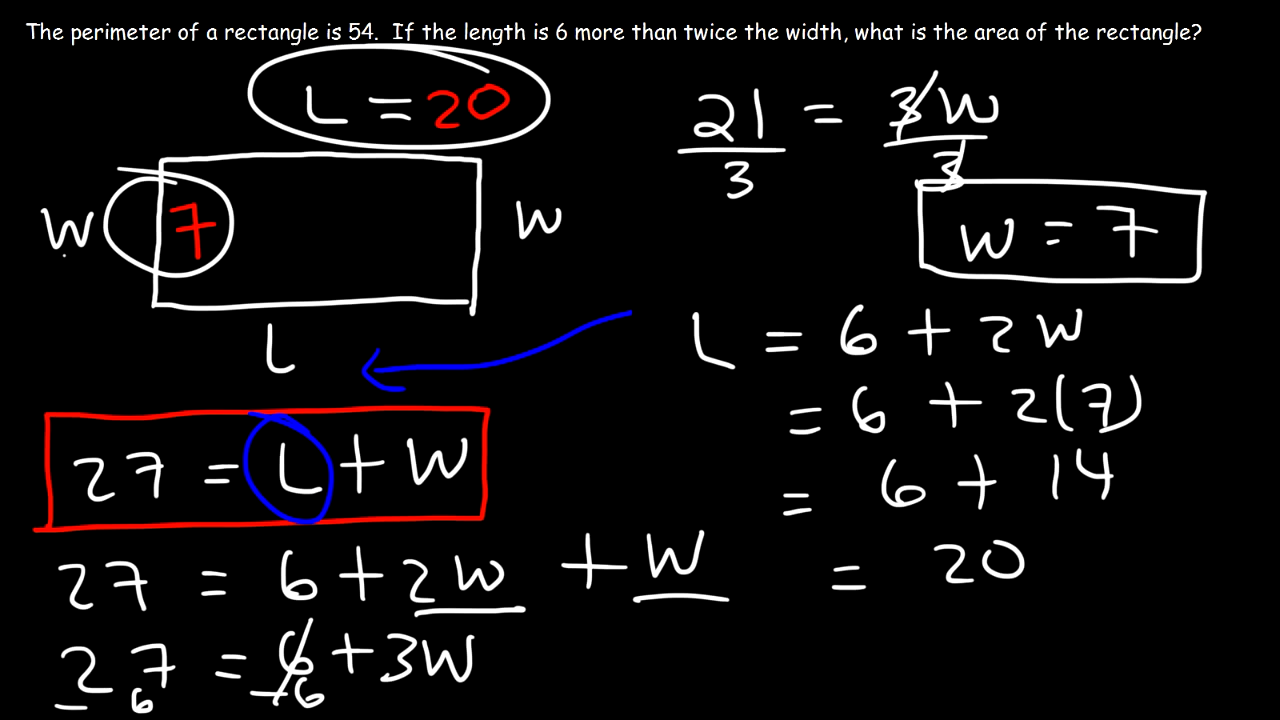 The perimeter of a rectangle is 54. If the length is 6 more than twice the width, what is the area of the rectangle?
L = 20
W 7 W
L
27 = L + W
27 = 6 + 2W + W
27 = 6 + 3W
- 6 - 6
21 = 3W
3 3
W = 7
L = 6 + 2W
= 6 + 2(7)
= 6 + 14
= 20